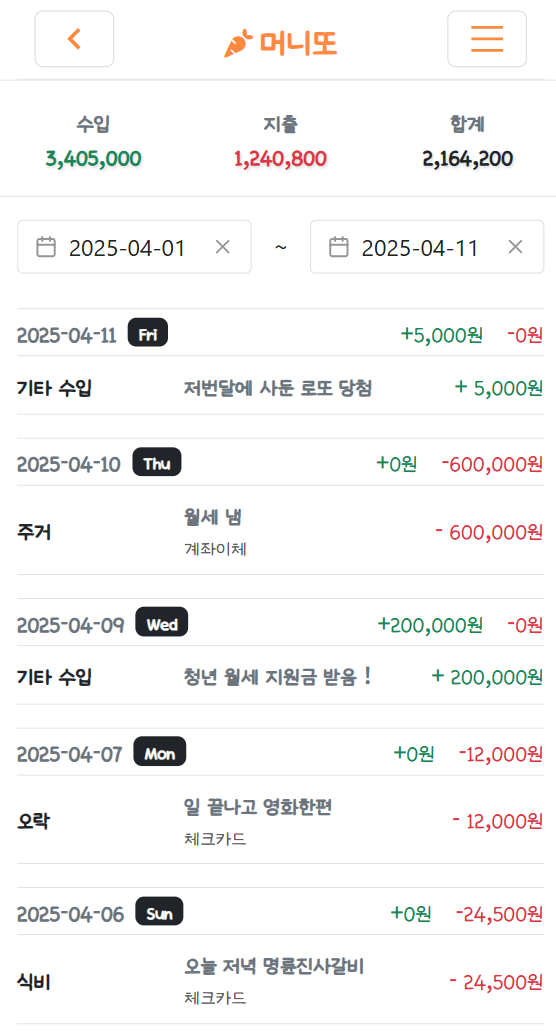 머니또
수입 지출 합계
3,405,000 1,240,800 2,164,200
2025-04-01 ~ 2025-04-11
2025-04-11 Fri +5,000원 -0원
기타 수입 저번달에 사둔 로또 당첨 + 5,000원
2025-04-10 Thu +0원 -600,000원
주거 월세 냄 - 600,000원
계좌이체
2025-04-09 Wed +200,000원 -0원
기타 수입 청년 월세 지원금 받음 ! + 200,000원
2025-04-07 Mon +0원 -12,000원
오락 일 끝나고 영화한편 - 12,000원
체크카드
2025-04-06 Sun +0원 -24,500원
식비 오늘 저녁 명륜진사갈비 - 24,500원
체크카드